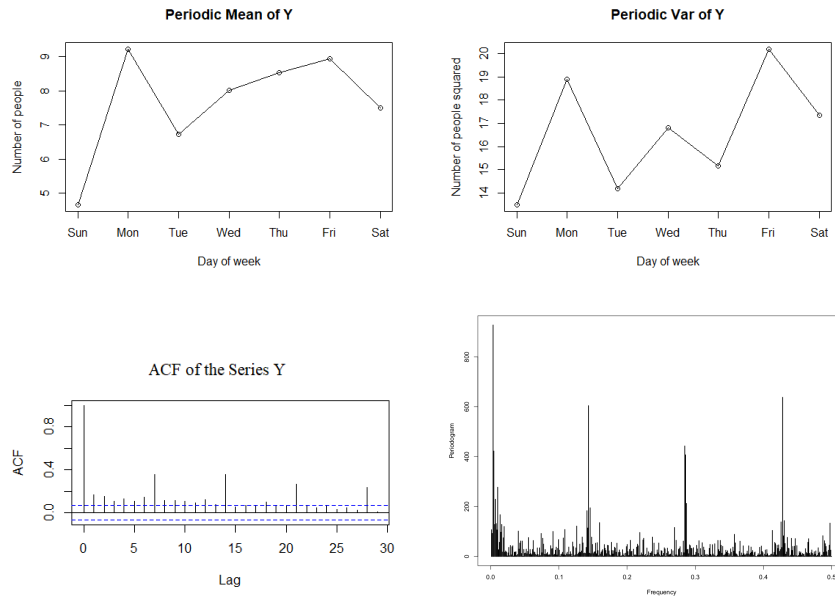 Periodic Mean of Y
Number of people
5 6 7 8 9
Sun Mon Tue Wed Thu Fri Sat
Day of week
Periodic Var of Y
Number of people squared
14 15 16 17 18 19 20
Sun Mon Tue Wed Thu Fri Sat
Day of week
ACF of the Series Y
ACF
0.0 0.4 0.8
0 5 10 15 20 25 30
Lag
Periodogram
0 200 400 600 800
0.0 0.1 0.2 0.3 0.4 0.5
Frequency